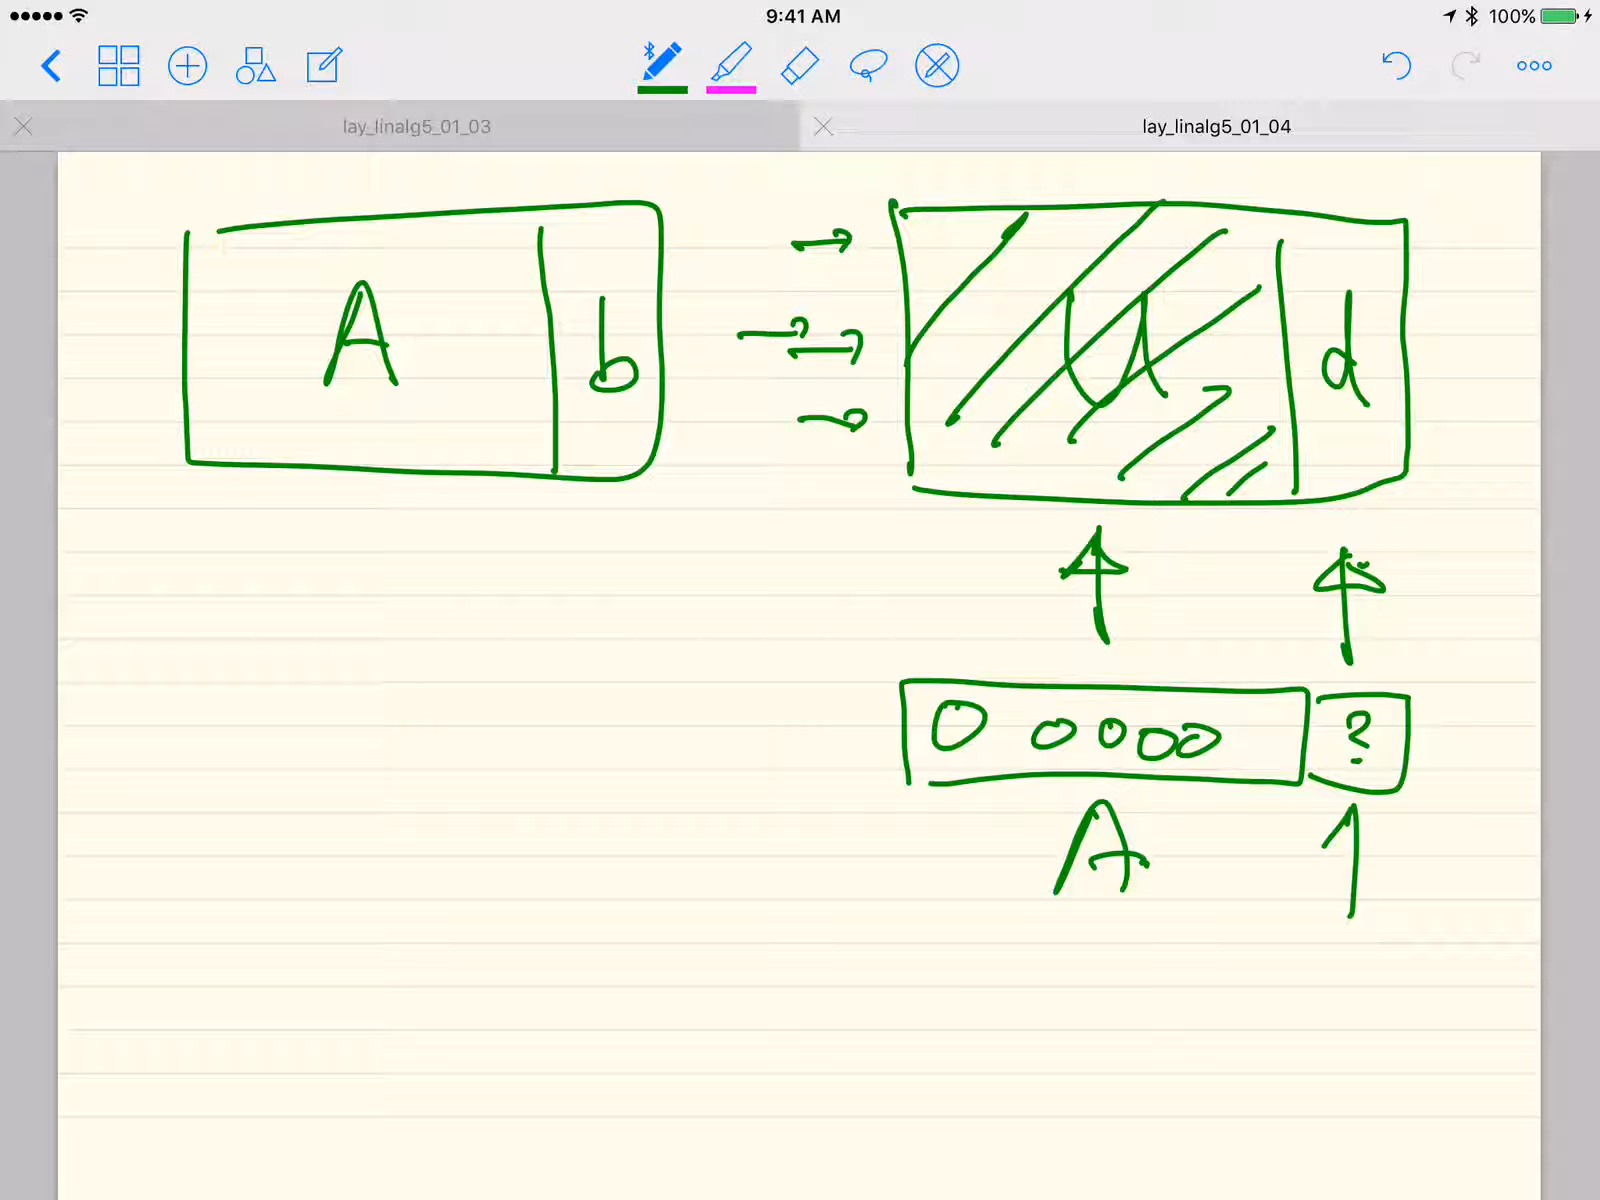 9:41 AM
100%
lay_linalg5_01_03
lay_linalg5_01_04
A b
U d
0 0 0 0 0 ?
A